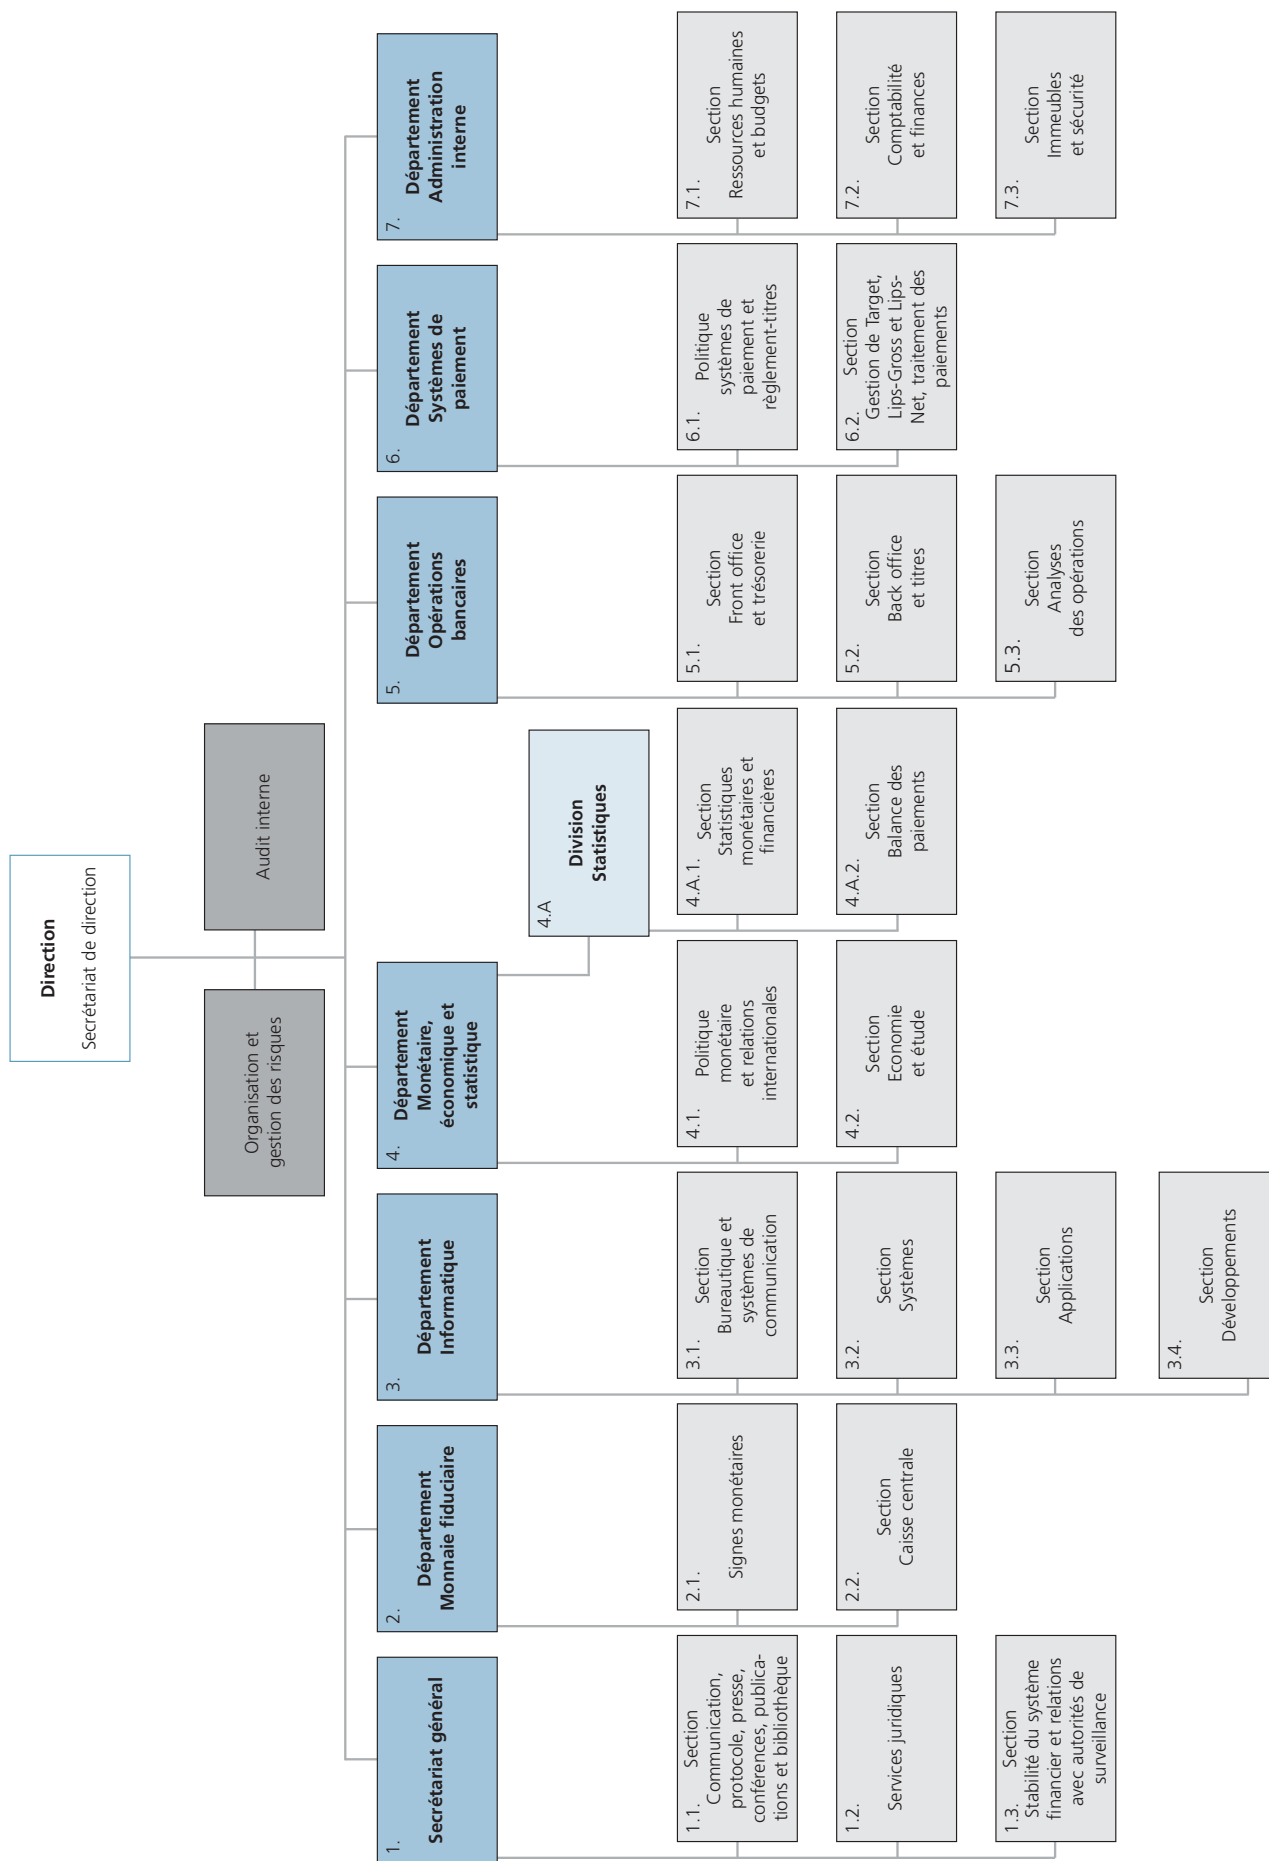 Direction
Secrétariat de direction
Organisation et
gestion des risques
Audit interne
1.
Secrétariat général
2.
Département
Monnaie fiduciaire
3.
Département
Informatique
4.
Département
Monétaire,
économique et
statistique
5.
Département
Opérations
bancaires
6.
Département
Systèmes de
paiement
7.
Département
Administration
interne
4.A
Division
Statistiques
1.1.
Section
Communication,
protocole, presse,
conférences, publica-
tions et bibliothèque
2.1.
Signes monétaires
3.1.
Section
Bureautique et
systèmes de
communication
4.1.
Politique
monétaire
et relations
internationales
4.A.1.
Section
Statistiques
monétaires et
financières
5.1.
Section
Front office
et trésorerie
6.1.
Politique
systèmes de
paiement et
règlement-titres
7.1.
Section
Ressources humaines
et budgets
1.2.
Services juridiques
2.2.
Section
Caisse centrale
3.2.
Section
Systèmes
4.2.
Section
Economie
et étude
4.A.2.
Section
Balance des
paiements
5.2.
Section
Back office
et titres
6.2.
Section
Gestion de Target,
Lips-Gross et Lips-
Net, traitement des
paiements
7.2.
Section
Comptabilité
et finances
1.3.
Section
Stabilité du système
financier et relations
avec autorités de
surveillance
3.3.
Section
Applications
5.3.
Section
Analyses
des opérations
7.3.
Section
Immeubles
et sécurité
3.4.
Section
Développements